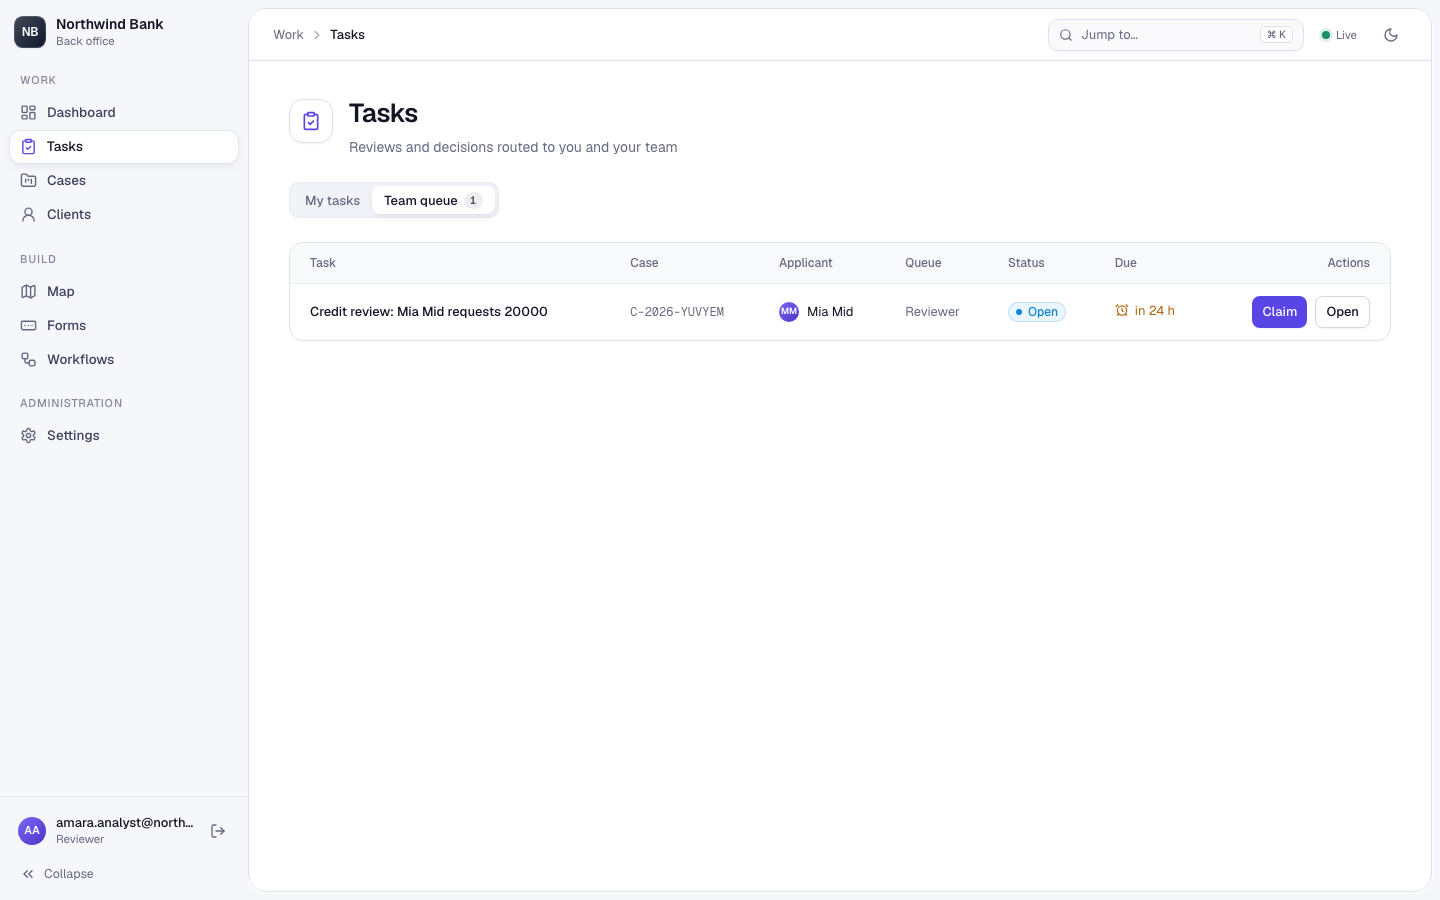 NB
Northwind Bank
Back office
WORK
Dashboard
Tasks
Cases
Clients
BUILD
Map
Forms
Workflows
ADMINISTRATION
Settings
AA
amara.analyst@north…
Reviewer
Collapse
Work > Tasks
Jump to…
⌘ K
Live
Tasks
Reviews and decisions routed to you and your team
My tasks
Team queue 1
Task Case Applicant Queue Status Due Actions
Credit review: Mia Mid requests 20000 C-2026-YUVYEM MM Mia Mid Reviewer Open in 24 h Claim Open